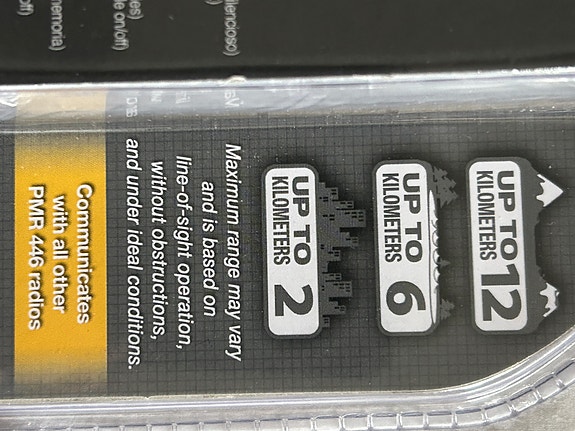 UP TO 12
KILOMETERS
UP TO 6
KILOMETERS
UP TO 2
KILOMETERS
Maximum range may vary
and is based on
line-of-sight operation,
without obstructions,
and under ideal conditions.
Communicates
with all other
PMR 446 radios